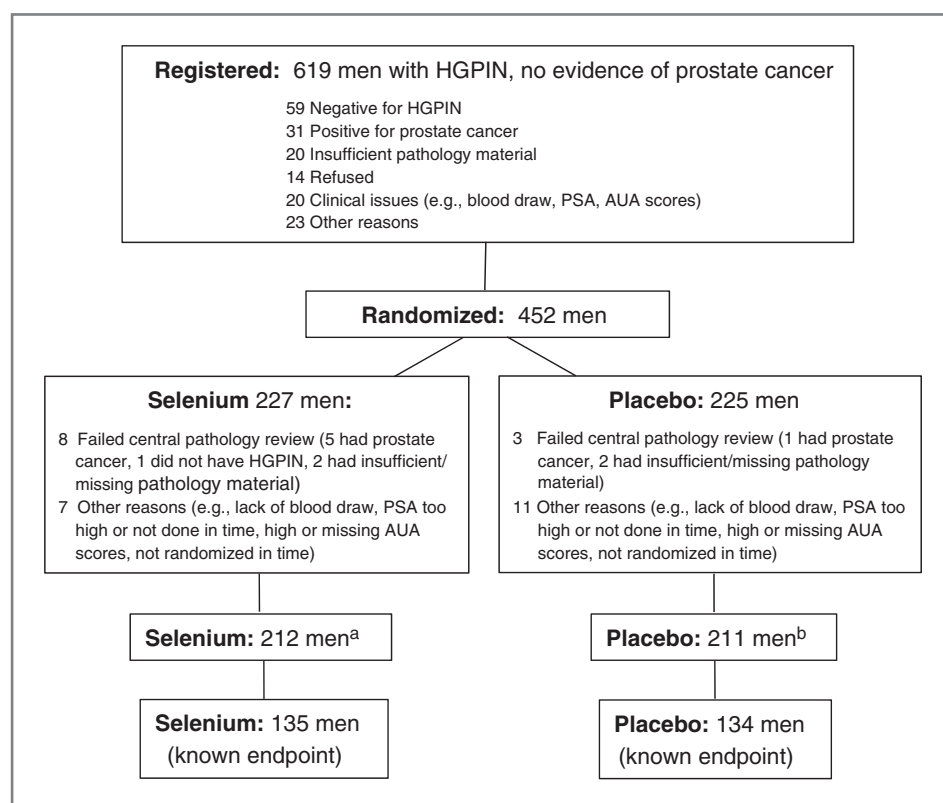 Registered: 619 men with HGPIN, no evidence of prostate cancer
59 Negative for HGPIN
31 Positive for prostate cancer
20 Insufficient pathology material
14 Refused
20 Clinical issues (e.g., blood draw, PSA, AUA scores)
23 Other reasons
Randomized: 452 men
Selenium 227 men:
8 Failed central pathology review (5 had prostate
cancer, 1 did not have HGPIN, 2 had insufficient/
missing pathology material)
7 Other reasons (e.g., lack of blood draw, PSA too
high or not done in time, high or missing AUA
scores, not randomized in time)
Placebo: 225 men
3 Failed central pathology review (1 had prostate
cancer, 2 had insufficient/missing pathology
material)
11 Other reasons (e.g., lack of blood draw, PSA too
high or not done in time, high or missing AUA
scores, not randomized in time)
Selenium: 212 menᵃ
Placebo: 211 menᵇ
Selenium: 135 men
(known endpoint)
Placebo: 134 men
(known endpoint)